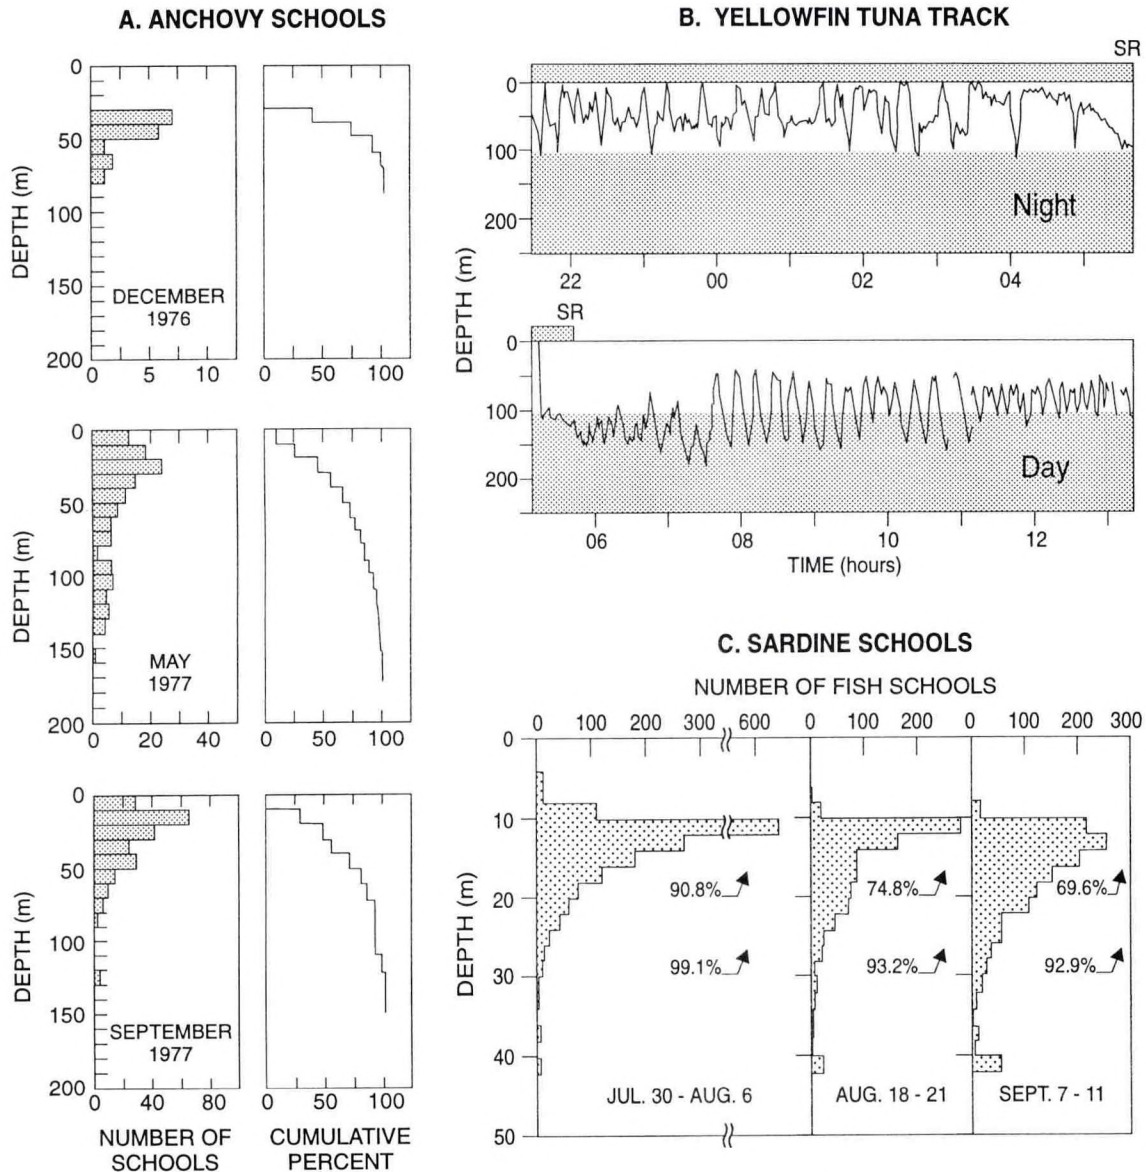 A. ANCHOVY SCHOOLS
DEPTH (m)
0
50
100
150
200
DECEMBER
1976
0 5 10
0 50 100
DEPTH (m)
0
50
100
150
200
MAY
1977
0 20 40
0 50 100
DEPTH (m)
0
50
100
150
200
SEPTEMBER
1977
0 40 80
0 50 100
NUMBER OF
SCHOOLS
CUMULATIVE
PERCENT
B. YELLOWFIN TUNA TRACK
SR
DEPTH (m)
0
100
200
Night
22 00 02 04
SR
0
100
200
Day
06 08 10 12
TIME (hours)
C. SARDINE SCHOOLS
NUMBER OF FISH SCHOOLS
0 100 200 300 600 0 100 200 0 100 200 300
DEPTH (m)
0
10
20
30
40
50
90.8% 74.8% 69.6%
99.1% 93.2% 92.9%
JUL. 30 - AUG. 6 AUG. 18 - 21 SEPT. 7 - 11